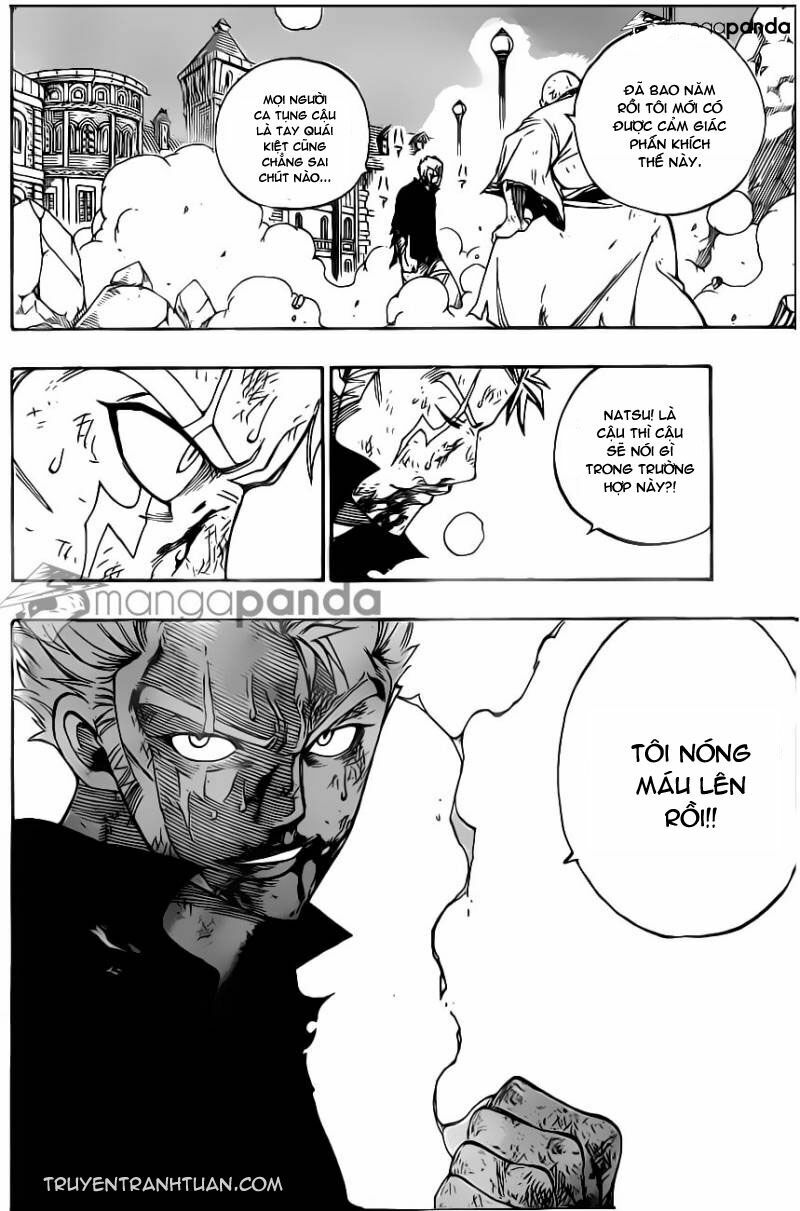 mangapanda
MỌI NGƯỜI
CA TỤNG CẬU
LÀ TAY QUÁI
KIỆT CŨNG
CHẲNG SAI
CHÚT NÀO...
ĐÃ BAO NĂM
RỒI TÔI MỚI CÓ
ĐƯỢC CẢM GIÁC
PHẤN KHÍCH
THẾ NÀY.
NATSU! LÀ
CẬU THÌ CẬU
SẼ NÓI GÌ
TRONG TRƯỜNG
HỢP NÀY?!
mangapanda
TÔI NÓNG
MÁU LÊN
RỒI!!
TRUYENTRANHTUAN.COM